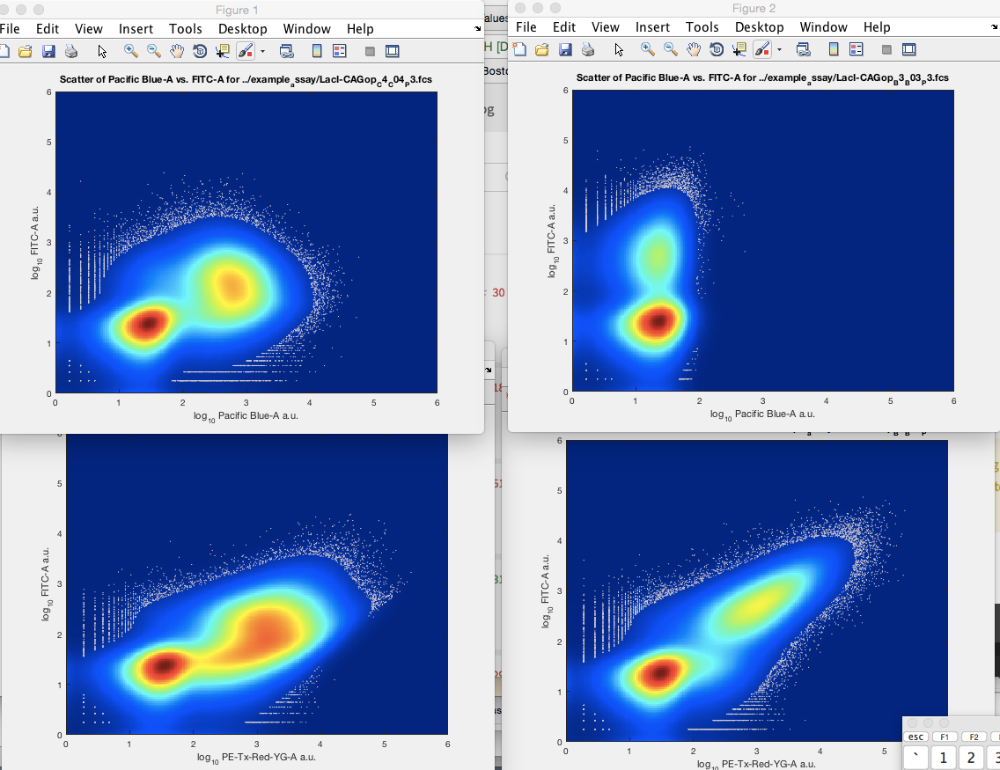 Figure 1
File Edit View Insert Tools Desktop Window Help
Scatter of Pacific Blue-A vs. FITC-A for ../example_assay/LacI-CAGop_C4_C04_P3.fcs
6
5
4
3
2
1
0
log10 FITC-A a.u.
0 1 2 3 4 5 6
log10 Pacific Blue-A a.u.
alues
H [D
Bosto
og
30
Figure 2
File Edit View Insert Tools Desktop Window Help
Scatter of Pacific Blue-A vs. FITC-A for ../example_assay/LacI-CAGop_B3_B03_P3.fcs
6
5
4
3
2
1
0
log10 FITC-A a.u.
0 1 2 3 4 5 6
log10 Pacific Blue-A a.u.
6
5
4
3
2
1
0
log10 FITC-A a.u.
0 1 2 3 4 5 6
log10 PE-Tx-Red-YG-A a.u.
6
5
4
3
2
1
0
log10 FITC-A a.u.
0 1 2 3 4 5
log10 PE-Tx-Red-YG-A a.u.
esc F1 F2
` 1 2 3